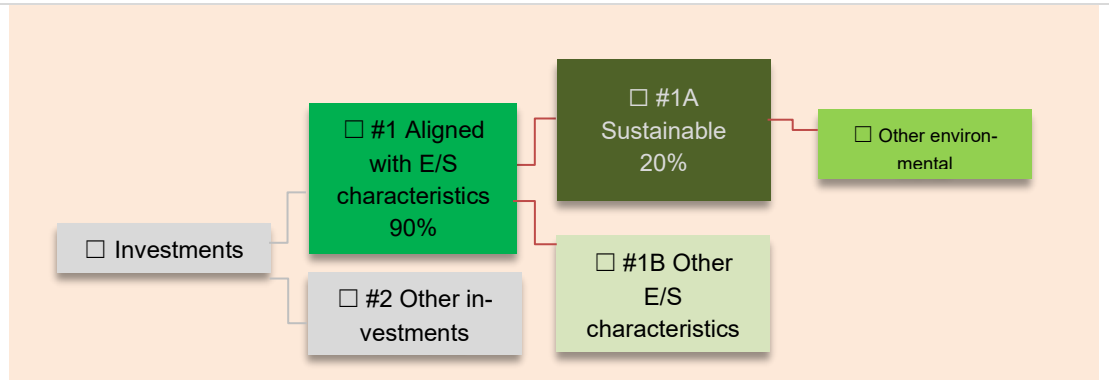 ☐ Investments
☐ #1 Aligned
with E/S
characteristics
90%
☐ #2 Other in-
vestments
☐ #1A
Sustainable
20%
☐ #1B Other
E/S
characteristics
☐ Other environ-
mental